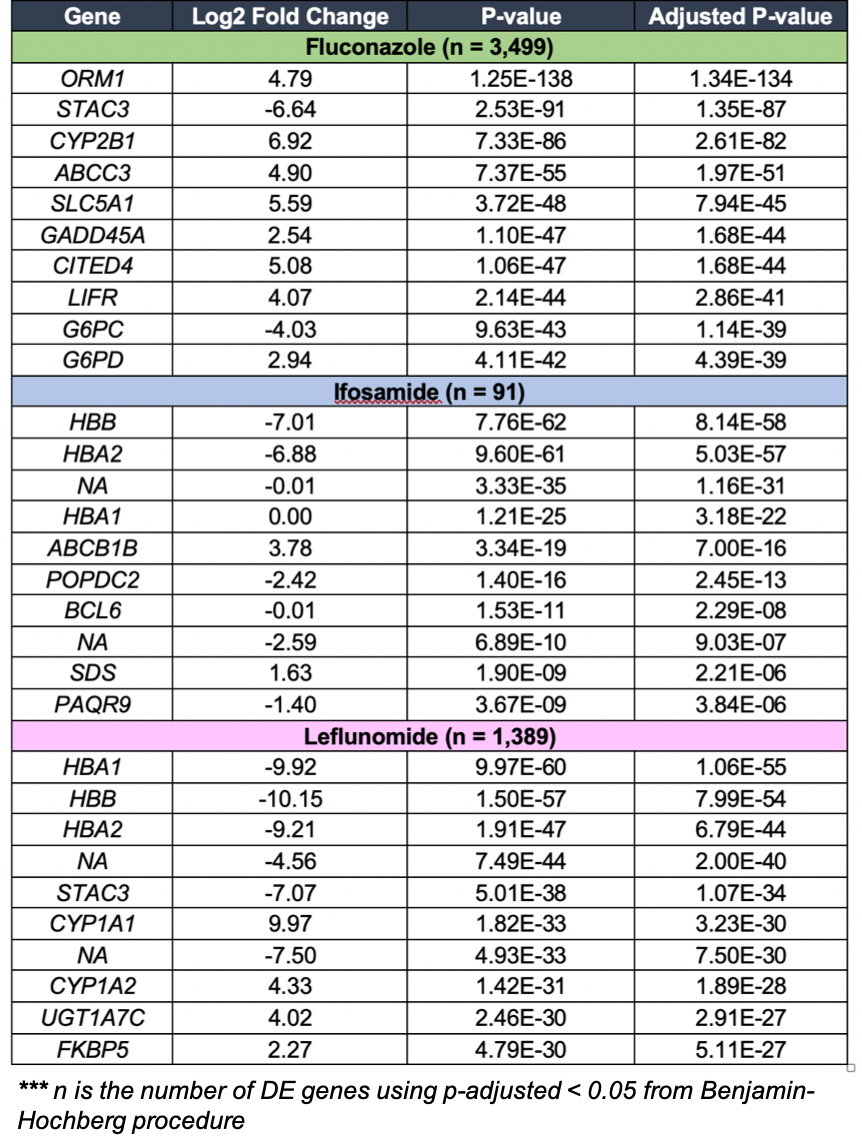 Gene Log2 Fold Change P-value Adjusted P-value
Fluconazole (n = 3,499)
ORM1 4.79 1.25E-138 1.34E-134
STAC3 -6.64 2.53E-91 1.35E-87
CYP2B1 6.92 7.33E-86 2.61E-82
ABCC3 4.90 7.37E-55 1.97E-51
SLC5A1 5.59 3.72E-48 7.94E-45
GADD45A 2.54 1.10E-47 1.68E-44
CITED4 5.08 1.06E-47 1.68E-44
LIFR 4.07 2.14E-44 2.86E-41
G6PC -4.03 9.63E-43 1.14E-39
G6PD 2.94 4.11E-42 4.39E-39
Ifosamide (n = 91)
HBB -7.01 7.76E-62 8.14E-58
HBA2 -6.88 9.60E-61 5.03E-57
NA -0.01 3.33E-35 1.16E-31
HBA1 0.00 1.21E-25 3.18E-22
ABCB1B 3.78 3.34E-19 7.00E-16
POPDC2 -2.42 1.40E-16 2.45E-13
BCL6 -0.01 1.53E-11 2.29E-08
NA -2.59 6.89E-10 9.03E-07
SDS 1.63 1.90E-09 2.21E-06
PAQR9 -1.40 3.67E-09 3.84E-06
Leflunomide (n = 1,389)
HBA1 -9.92 9.97E-60 1.06E-55
HBB -10.15 1.50E-57 7.99E-54
HBA2 -9.21 1.91E-47 6.79E-44
NA -4.56 7.49E-44 2.00E-40
STAC3 -7.07 5.01E-38 1.07E-34
CYP1A1 9.97 1.82E-33 3.23E-30
NA -7.50 4.93E-33 7.50E-30
CYP1A2 4.33 1.42E-31 1.89E-28
UGT1A7C 4.02 2.46E-30 2.91E-27
FKBP5 2.27 4.79E-30 5.11E-27
*** n is the number of DE genes using p-adjusted < 0.05 from Benjamin-
Hochberg procedure